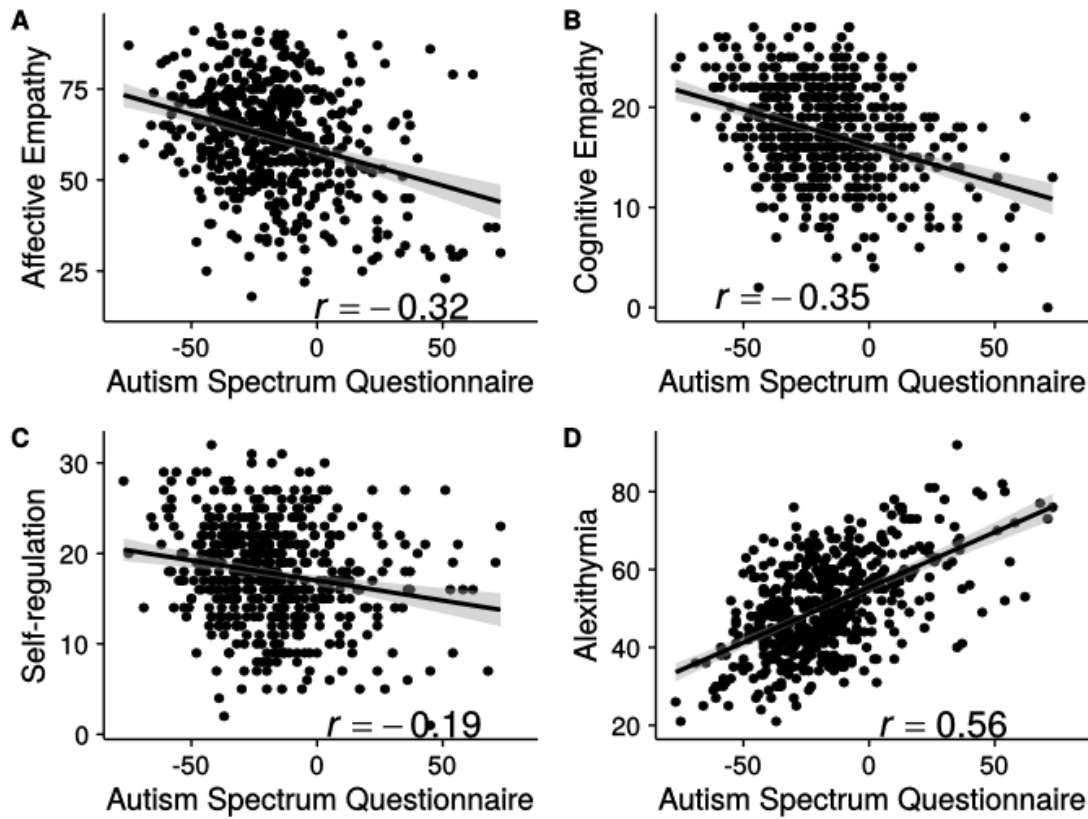 A
Affective Empathy
75
50
25
r = −0.32
-50 0 50
Autism Spectrum Questionnaire
B
Cognitive Empathy
20
10
0
r = −0.35
-50 0 50
Autism Spectrum Questionnaire
C
Self-regulation
30
20
10
0
r = −0.19
-50 0 50
Autism Spectrum Questionnaire
D
Alexithymia
80
60
40
20
r = 0.56
-50 0 50
Autism Spectrum Questionnaire